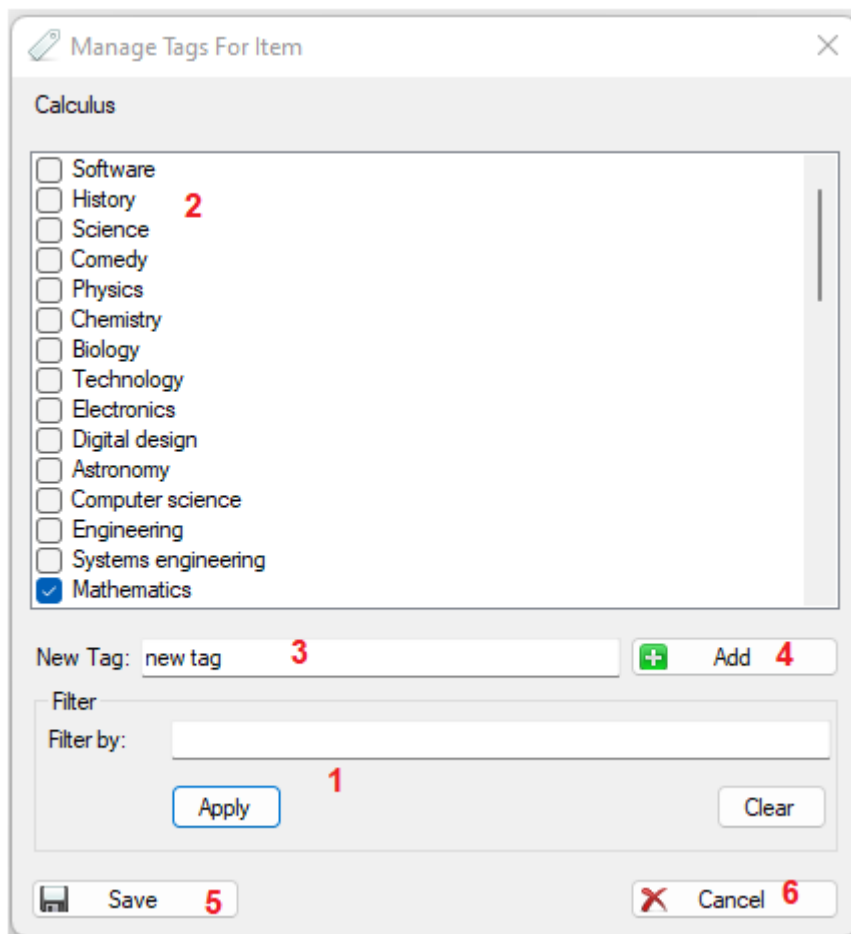 Manage Tags For Item
Calculus
Software
History 2
Science
Comedy
Physics
Chemistry
Biology
Technology
Electronics
Digital design
Astronomy
Computer science
Engineering
Systems engineering
Mathematics
New Tag: new tag 3 Add 4
Filter
Filter by:
1
Apply Clear
Save 5 Cancel 6